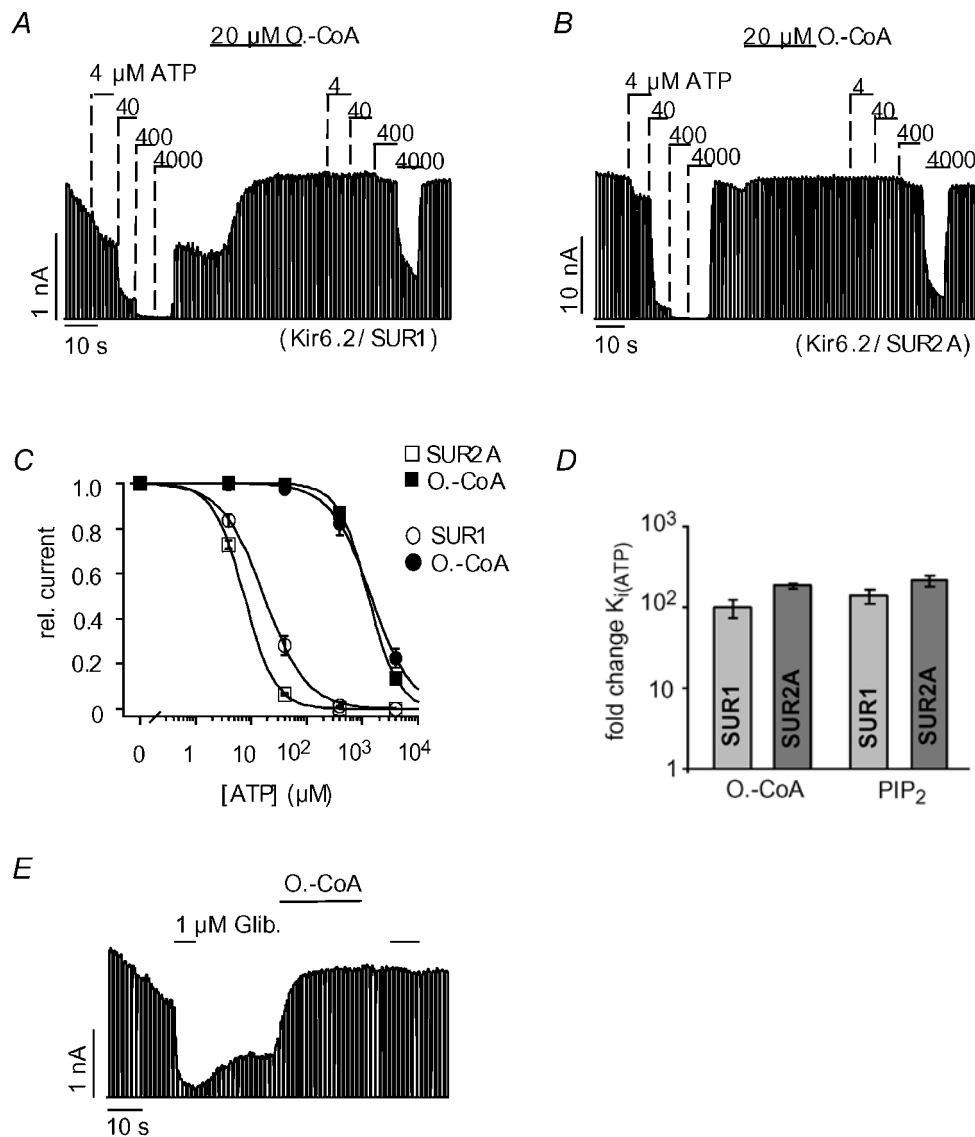 A
20 µM O.-CoA
4 µM ATP
40
400
4000
4
40
400
4000
1 nA
10 s
(Kir6.2/ SUR1)
B
20 µM O.-CoA
4 µM ATP
40
400
4000
4
40
400
4000
10 nA
10 s
(Kir6.2/ SUR2A)
C
SUR2A
O.-CoA
SUR1
O.-CoA
rel. current
1.0
0.8
0.6
0.4
0.2
0
0 1 10 10² 10³ 10⁴
[ATP] (µM)
D
fold change Ki(ATP)
10³
10²
10
1
SUR1 SUR2A SUR1 SUR2A
O.-CoA PIP₂
E
O.-CoA
1 µM Glib.
1 nA
10 s